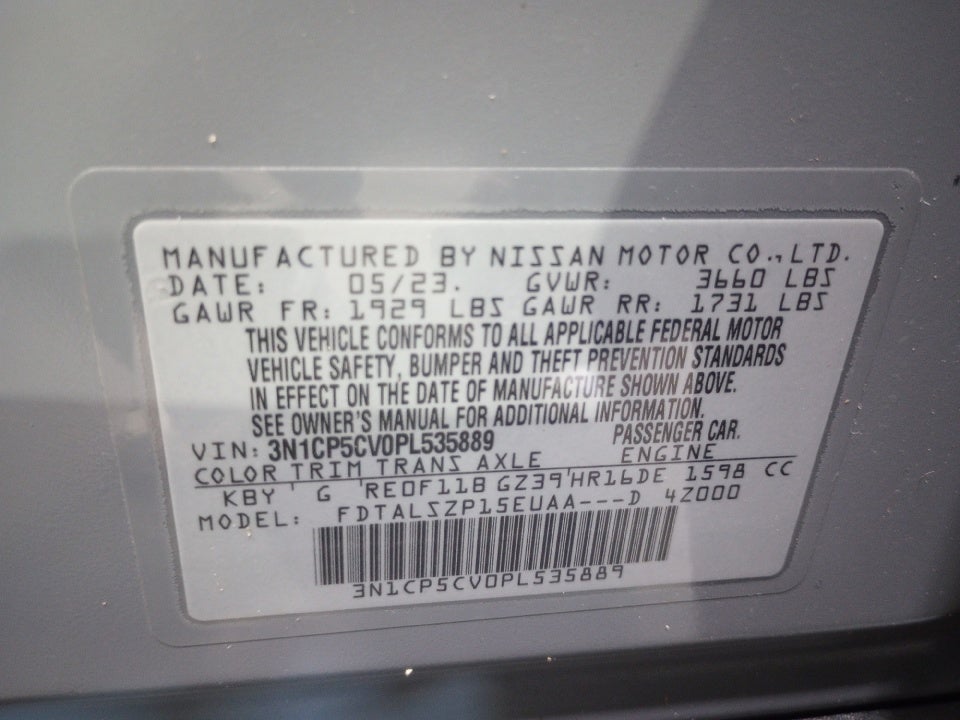 MANUFACTURED BY NISSAN MOTOR CO., LTD.
DATE: 05/23. GVWR: 3660 LBS
GAWR FR: 1929 LBS GAWR RR: 1731 LBS
THIS VEHICLE CONFORMS TO ALL APPLICABLE FEDERAL MOTOR
VEHICLE SAFETY, BUMPER AND THEFT PREVENTION STANDARDS
IN EFFECT ON THE DATE OF MANUFACTURE SHOWN ABOVE.
SEE OWNER'S MANUAL FOR ADDITIONAL INFORMATION.
VIN: 3N1CP5CV0PL535889 PASSENGER CAR.
COLOR TRIM TRANS AXLE ENGINE
KBY G RE0F11B GZ39 HR16DE 1598 CC
MODEL: FDTALSZP15EUAA---D 4Z000
3N1CP5CV0PL535889